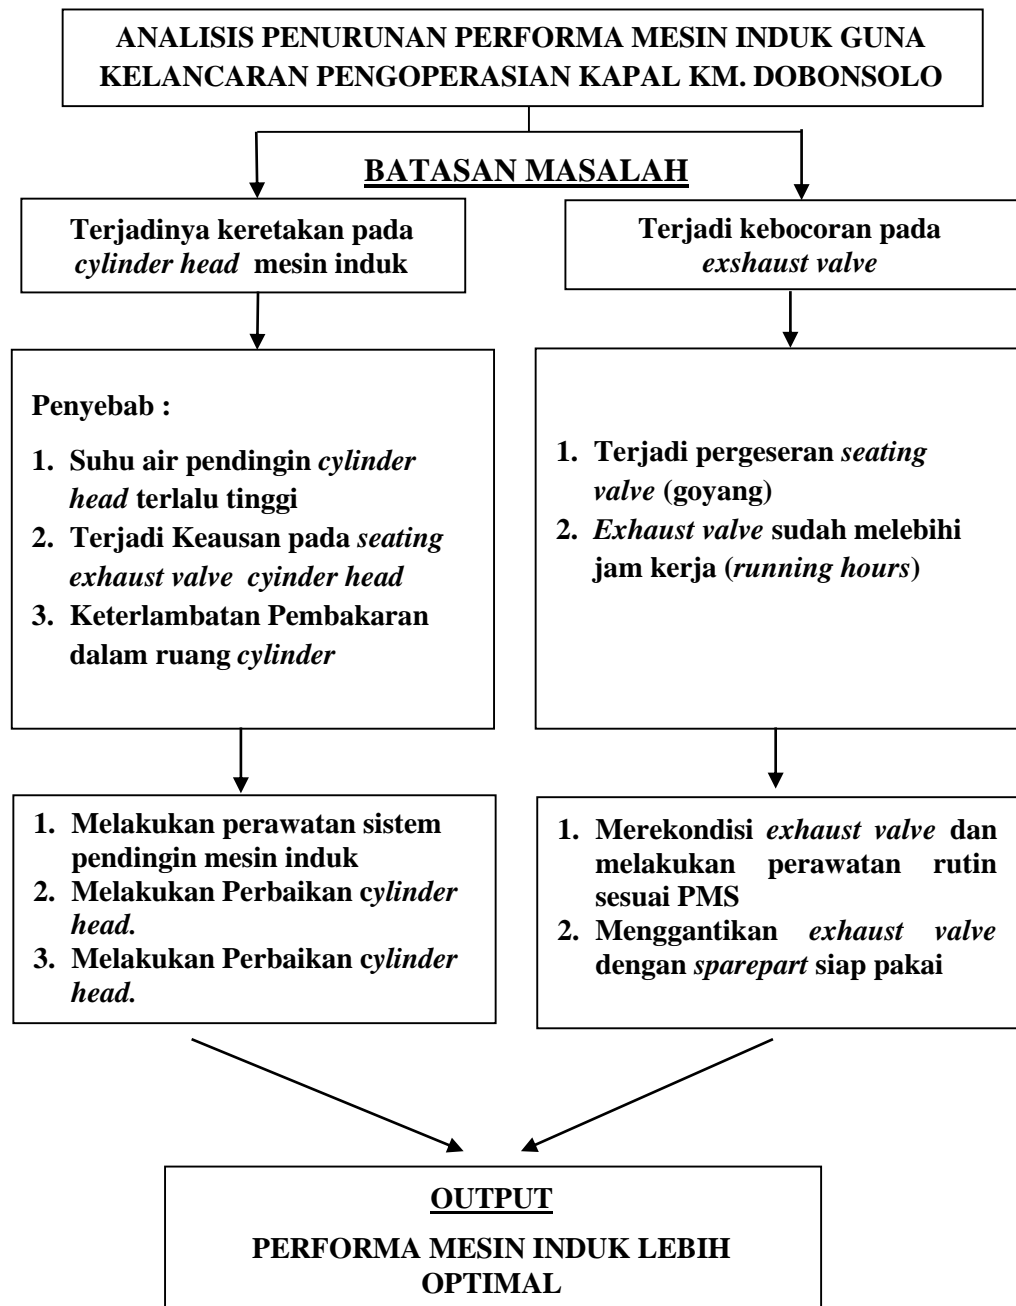 ANALISIS PENURUNAN PERFORMA MESIN INDUK GUNA
KELANCARAN PENGOPERASIAN KAPAL KM. DOBONSOLO
BATASAN MASALAH
Terjadinya keretakan pada
cylinder head mesin induk
Terjadi kebocoran pada
exshaust valve
Penyebab :
1. Suhu air pendingin cylinder
head terlalu tinggi
2. Terjadi Keausan pada seating
exhaust valve cyinder head
3. Keterlambatan Pembakaran
dalam ruang cylinder
1. Terjadi pergeseran seating
valve (goyang)
2. Exhaust valve sudah melebihi
jam kerja (running hours)
1. Melakukan perawatan sistem
pendingin mesin induk
2. Melakukan Perbaikan cylinder
head.
3. Melakukan Perbaikan cylinder
head.
1. Merekondisi exhaust valve dan
melakukan perawatan rutin
sesuai PMS
2. Menggantikan exhaust valve
dengan sparepart siap pakai
OUTPUT
PERFORMA MESIN INDUK LEBIH
OPTIMAL